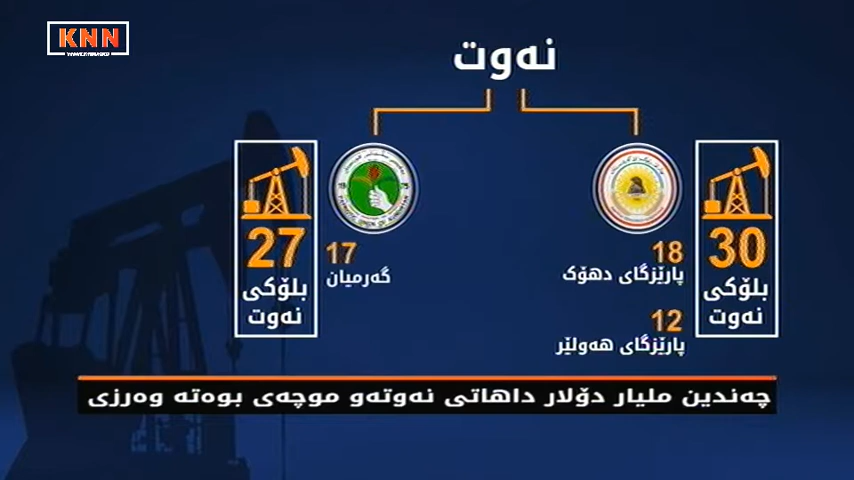 KNN
نەوت
30
بلۆکی
نەوت
18
پارێزگای دهۆک
12
پارێزگای هەولێر
27
بلۆکی
نەوت
17
گەرمیان
چەندین ملیار دۆلار داهاتی نەوتەو موچەی بوەتە وەرزی